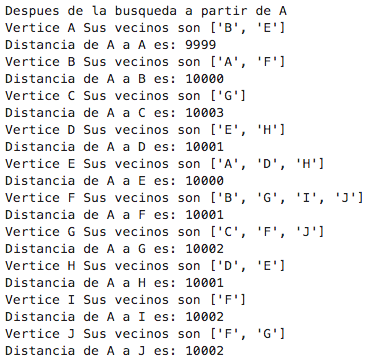 Despues de la busqueda a partir de A
Vertice A Sus vecinos son ['B', 'E']
Distancia de A a A es: 9999
Vertice B Sus vecinos son ['A', 'F']
Distancia de A a B es: 10000
Vertice C Sus vecinos son ['G']
Distancia de A a C es: 10003
Vertice D Sus vecinos son ['E', 'H']
Distancia de A a D es: 10001
Vertice E Sus vecinos son ['A', 'D', 'H']
Distancia de A a E es: 10000
Vertice F Sus vecinos son ['B', 'G', 'I', 'J']
Distancia de A a F es: 10001
Vertice G Sus vecinos son ['C', 'F', 'J']
Distancia de A a G es: 10002
Vertice H Sus vecinos son ['D', 'E']
Distancia de A a H es: 10001
Vertice I Sus vecinos son ['F']
Distancia de A a I es: 10002
Vertice J Sus vecinos son ['F', 'G']
Distancia de A a J es: 10002